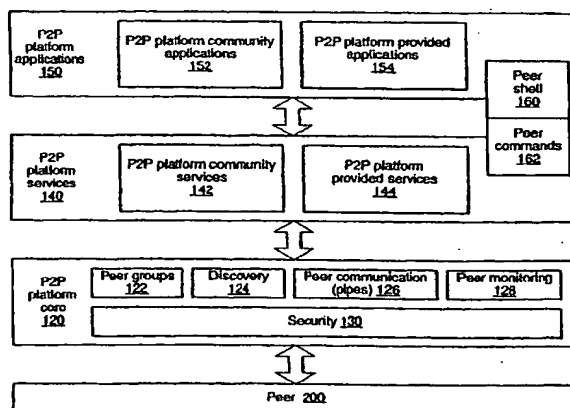 P2P platform applications 150
P2P platform community applications 152
P2P platform provided applications 154
Peer shell 160
Peer commands 162
P2P platform services 140
P2P platform community services 142
P2P platform provided services 144
P2P platform core 120
Peer groups 122
Discovery 124
Peer communication (pipes) 126
Peer monitoring 128
Security 130
Peer 200